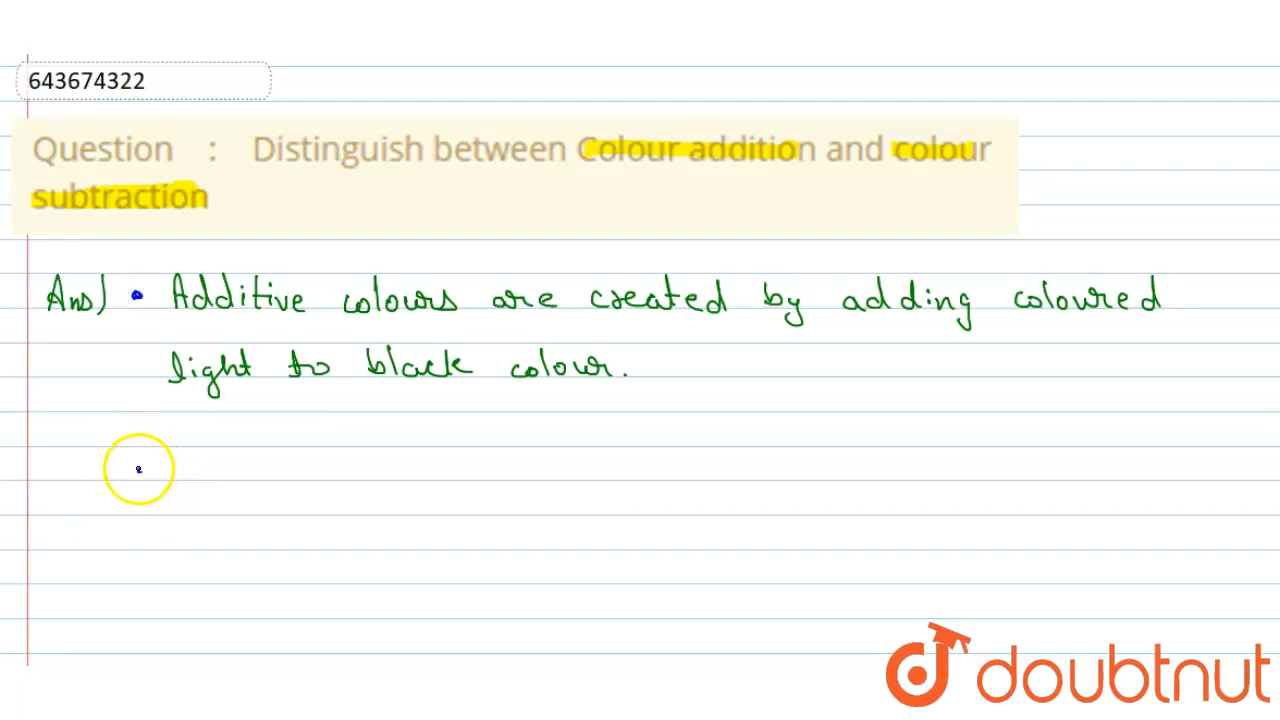 643674322
Question : Distinguish between Colour addition and colour
subtraction
Ans) • Additive colours are created by adding coloured
light to black colour.
doubtnut